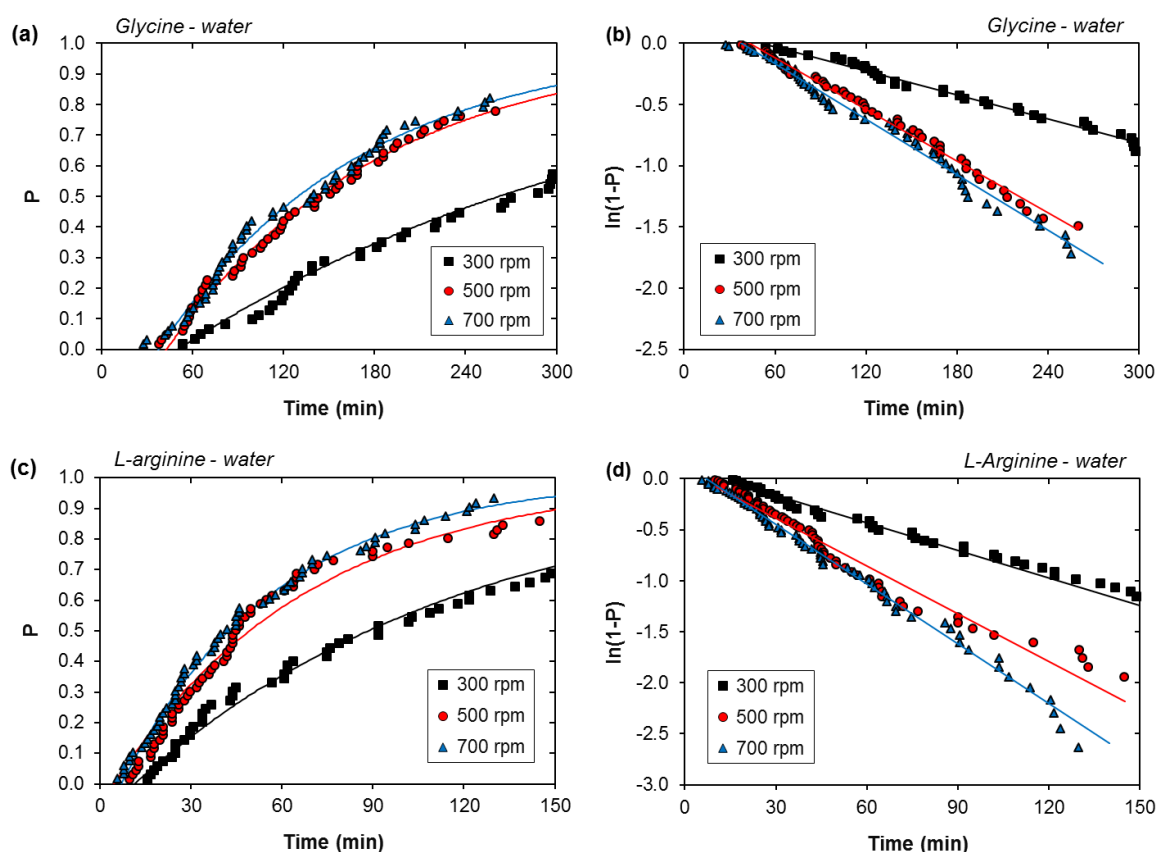 (a)
Glycine - water
1.0
0.9
0.8
0.7
0.6
0.5
0.4
0.3
0.2
0.1
0.0
P
300 rpm
500 rpm
700 rpm
0 60 120 180 240 300
Time (min)
(b)
Glycine - water
0.0
-0.5
-1.0
-1.5
-2.0
-2.5
ln(1-P)
300 rpm
500 rpm
700 rpm
0 60 120 180 240 300
Time (min)
(c)
L-arginine - water
1.0
0.9
0.8
0.7
0.6
0.5
0.4
0.3
0.2
0.1
0.0
P
300 rpm
500 rpm
700 rpm
0 30 60 90 120 150
Time (min)
(d)
L-Arginine - water
0.0
-0.5
-1.0
-1.5
-2.0
-2.5
-3.0
ln(1-P)
300 rpm
500 rpm
700 rpm
0 30 60 90 120 150
Time (min)